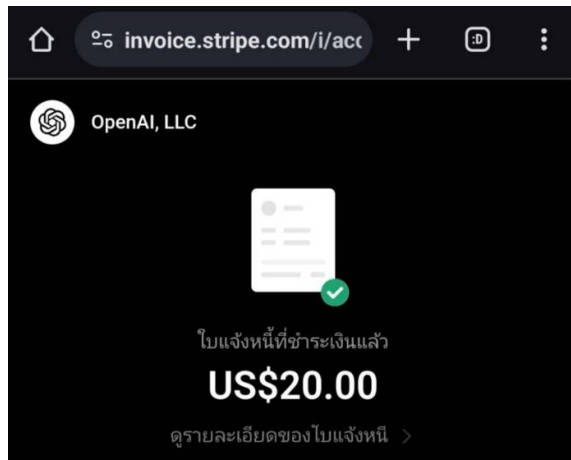 invoice.stripe.com/i/acc
:D
OpenAI, LLC
ใบแจ้งหนี้ที่ชำระเงินแล้ว
US$20.00
ดูรายละเอียดของใบแจ้งหนี้